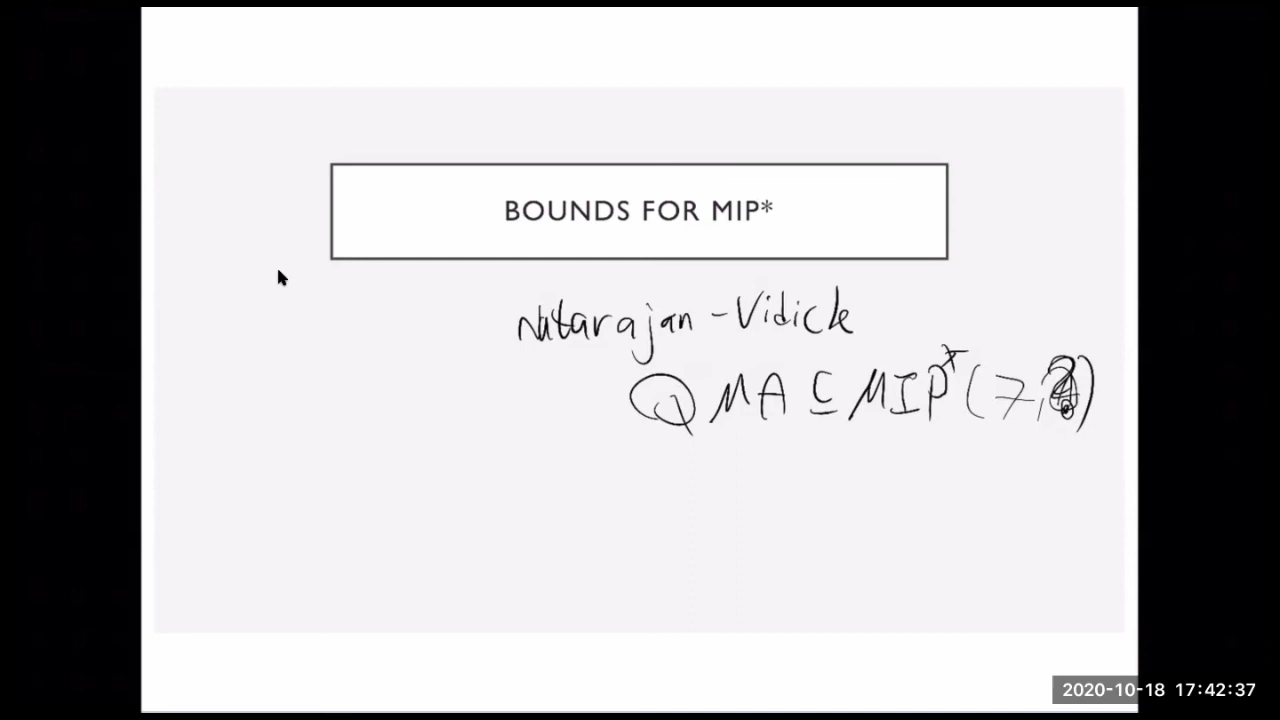 BOUNDS FOR MIP*
Natarajan - Vidick
QMA ⊆ MIP* (7,
2020-10-18 17:42:37